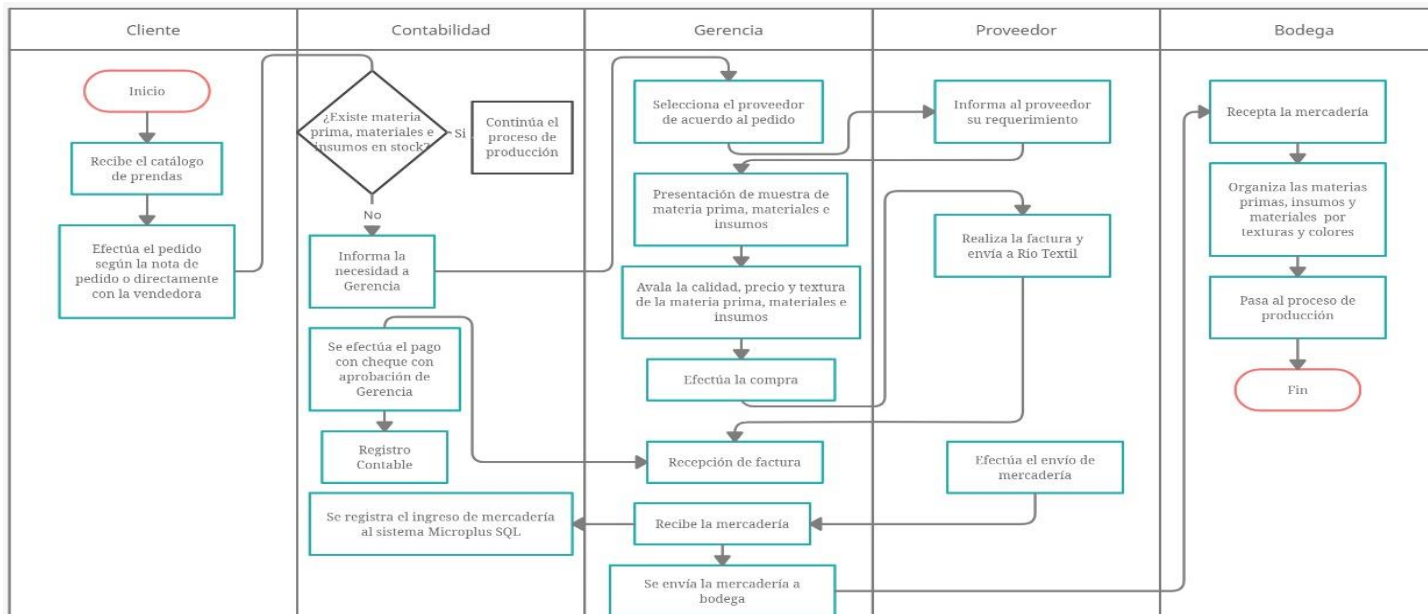 Cliente
Contabilidad
Gerencia
Proveedor
Bodega
Inicio
Recibe el catálogo
de prendas
Efectúa el pedido
según la nota de
pedido o directamente
con la vendedora
¿Existe materia
prima, materiales e
insumos en stock?
Si
Continúa el
proceso de
producción
No
Informa la
necesidad a
Gerencia
Se efectúa el pago
con cheque con
aprobación de
Gerencia
Registro
Contable
Se registra el ingreso de mercadería
al sistema Microplus SQL
Selecciona el proveedor
de acuerdo al pedido
Presentación de muestra de
materia prima, materiales e
insumos
Avala la calidad, precio y textura
de la materia prima, materiales e
insumos
Efectúa la compra
Recepción de factura
Recibe la mercadería
Se envía la mercadería a
bodega
Informa al proveedor
su requerimiento
Realiza la factura y
envía a Rio Textil
Efectúa el envío de
mercadería
Recepta la mercadería
Organiza las materias
primas, insumos y
materiales por
texturas y colores
Pasa al proceso de
producción
Fin